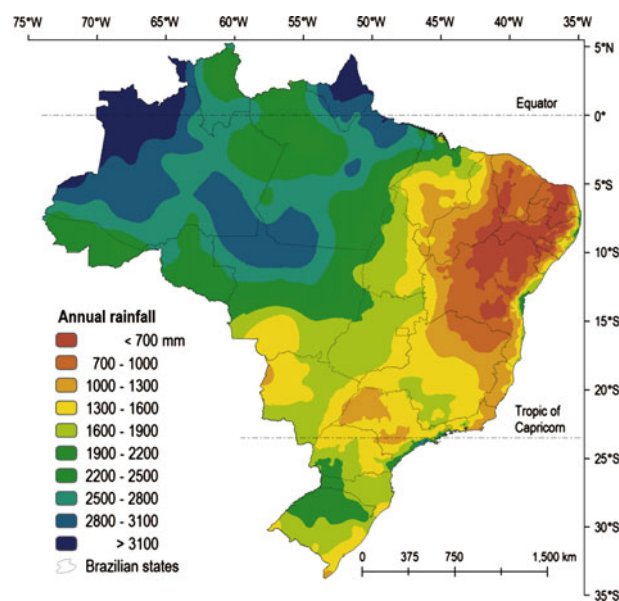 75°W 70°W 65°W 60°W 55°W 50°W 45°W 40°W 35°W
5°N
Equator
0°
5°S
10°S
15°S
20°S
Tropic of
Capricorn
25°S
30°S
35°S
Annual rainfall
< 700 mm
700 - 1000
1000 - 1300
1300 - 1600
1600 - 1900
1900 - 2200
2200 - 2500
2500 - 2800
2800 - 3100
> 3100
Brazilian states
0 375 750 1,500 km